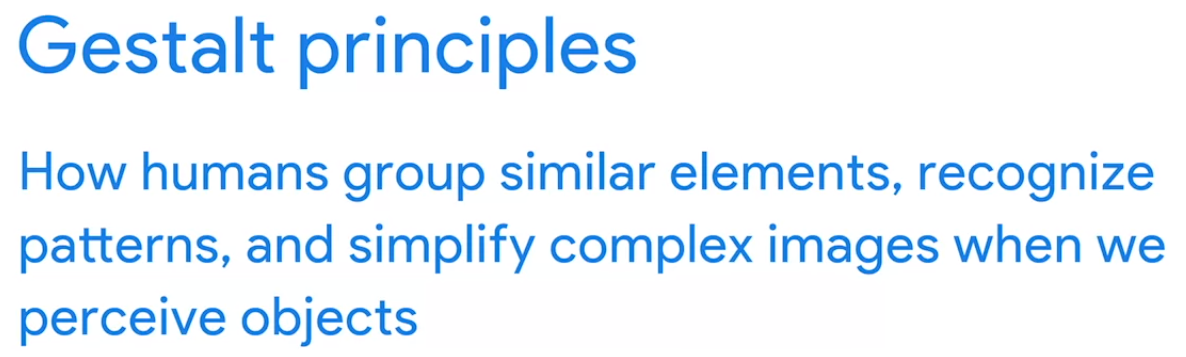 Gestalt principles
How humans group similar elements, recognize
patterns, and simplify complex images when we
perceive objects